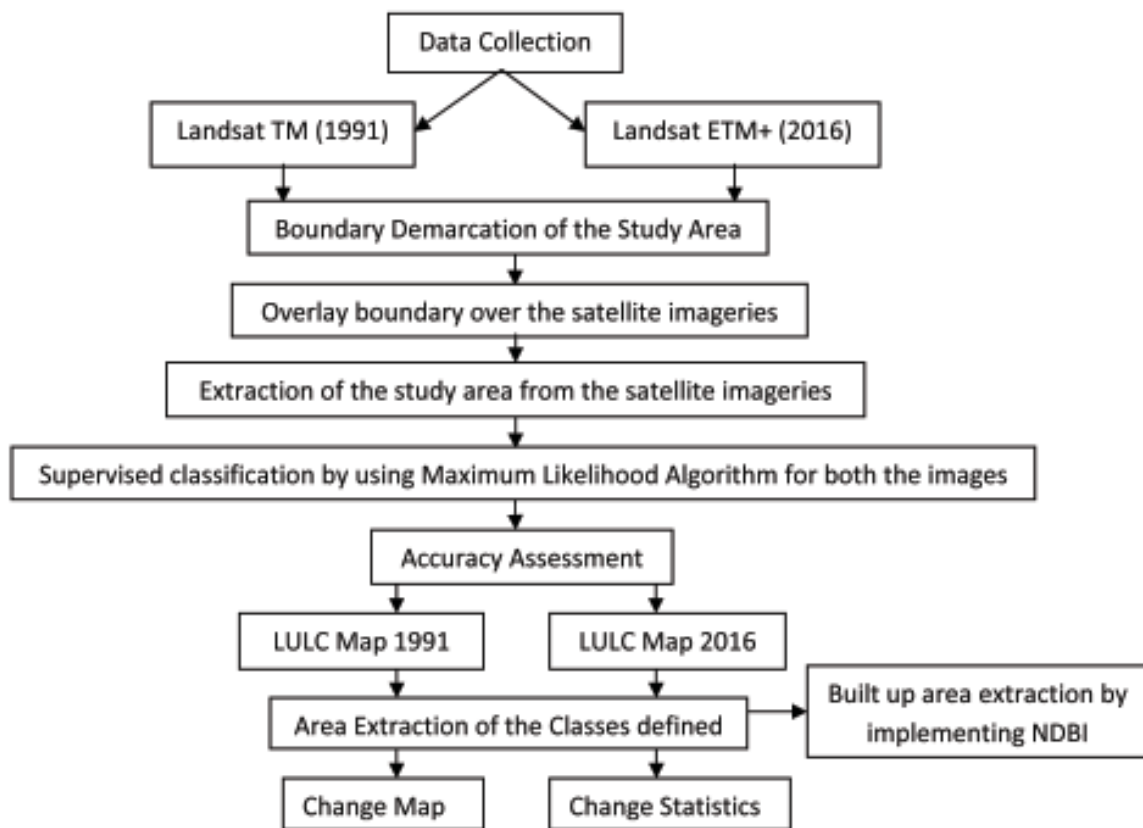 Data Collection
Landsat TM (1991)
Landsat ETM+ (2016)
Boundary Demarcation of the Study Area
Overlay boundary over the satellite imageries
Extraction of the study area from the satellite imageries
Supervised classification by using Maximum Likelihood Algorithm for both the images
Accuracy Assessment
LULC Map 1991
LULC Map 2016
Area Extraction of the Classes defined
Built up area extraction by
implementing NDBI
Change Map
Change Statistics